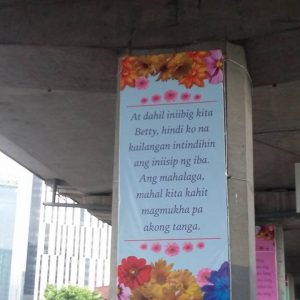 At dahil iniibig kita
Betty, hindi ko na
kailangan intindihin
ang iniisip ng iba.
Ang mahalaga,
mahal kita kahit
magmukha pa
akong tanga.